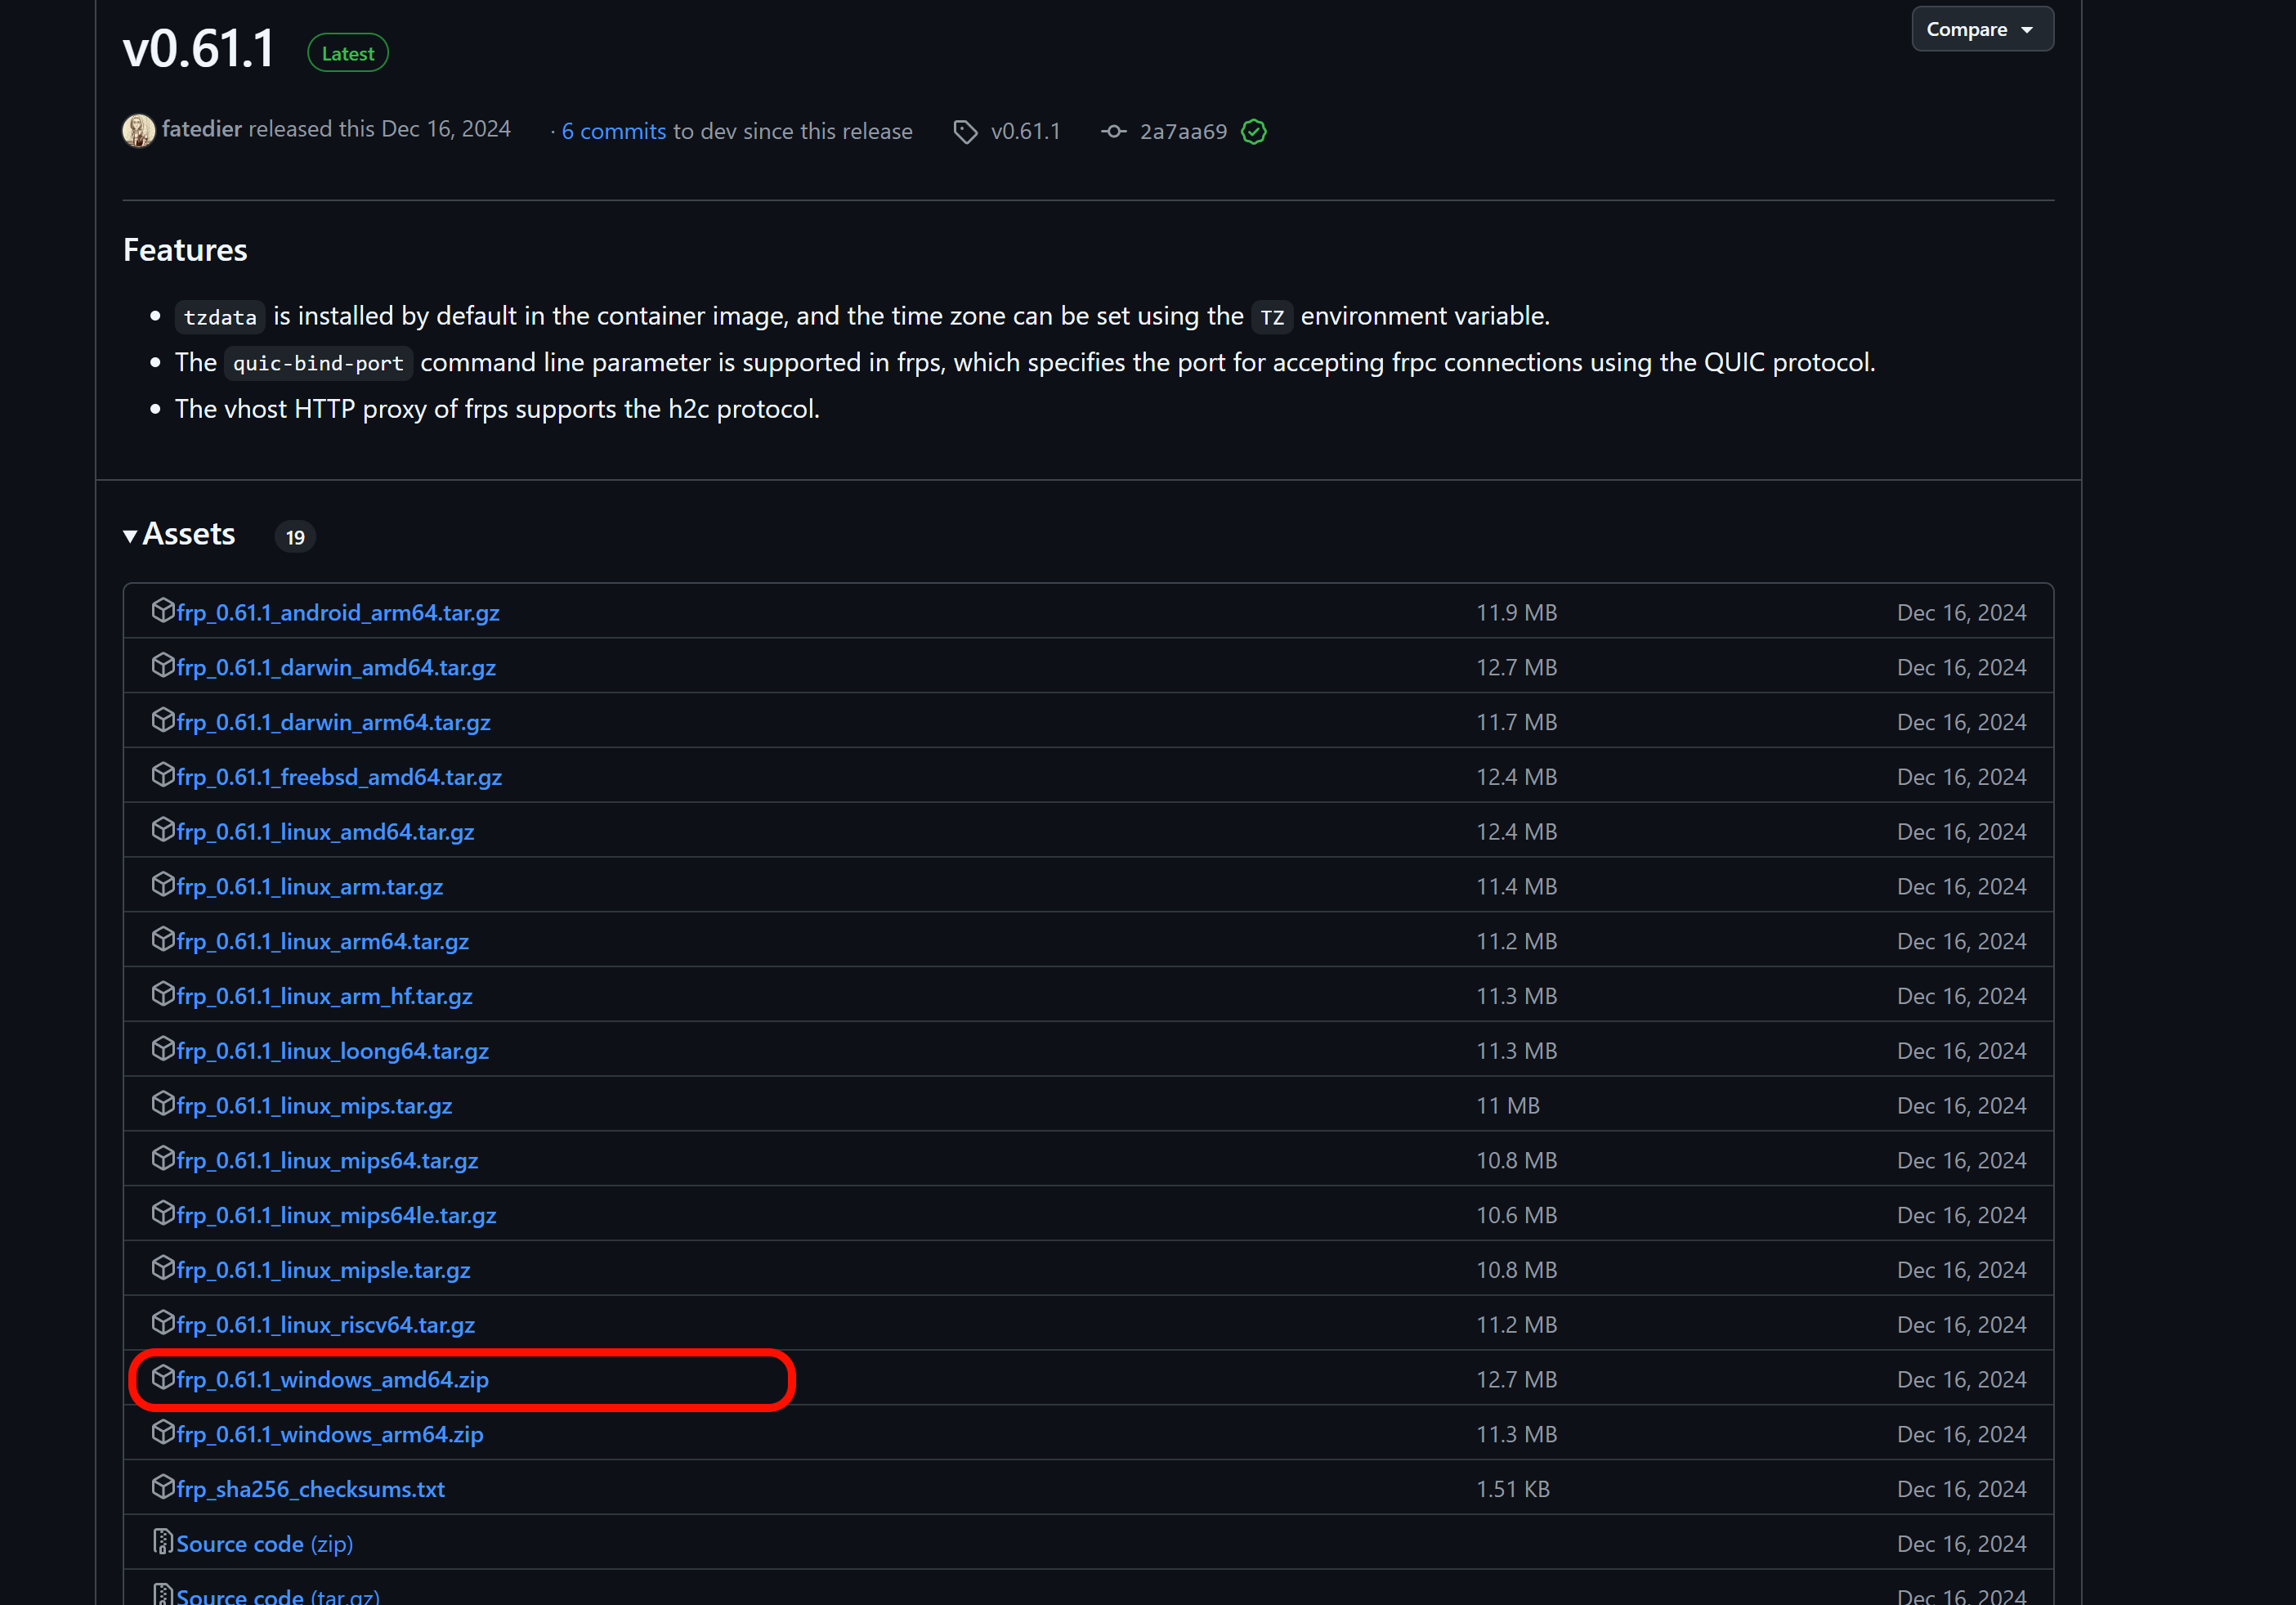 v0.61.1 Latest Compare
fatedier released this Dec 16, 2024 · 6 commits to dev since this release v0.61.1 2a7aa69
Features
tzdata is installed by default in the container image, and the time zone can be set using the TZ environment variable.
The quic-bind-port command line parameter is supported in frps, which specifies the port for accepting frpc connections using the QUIC protocol.
The vhost HTTP proxy of frps supports the h2c protocol.
Assets 19
frp_0.61.1_android_arm64.tar.gz 11.9 MB Dec 16, 2024
frp_0.61.1_darwin_amd64.tar.gz 12.7 MB Dec 16, 2024
frp_0.61.1_darwin_arm64.tar.gz 11.7 MB Dec 16, 2024
frp_0.61.1_freebsd_amd64.tar.gz 12.4 MB Dec 16, 2024
frp_0.61.1_linux_amd64.tar.gz 12.4 MB Dec 16, 2024
frp_0.61.1_linux_arm.tar.gz 11.4 MB Dec 16, 2024
frp_0.61.1_linux_arm64.tar.gz 11.2 MB Dec 16, 2024
frp_0.61.1_linux_arm_hf.tar.gz 11.3 MB Dec 16, 2024
frp_0.61.1_linux_loong64.tar.gz 11.3 MB Dec 16, 2024
frp_0.61.1_linux_mips.tar.gz 11 MB Dec 16, 2024
frp_0.61.1_linux_mips64.tar.gz 10.8 MB Dec 16, 2024
frp_0.61.1_linux_mips64le.tar.gz 10.6 MB Dec 16, 2024
frp_0.61.1_linux_mipsle.tar.gz 10.8 MB Dec 16, 2024
frp_0.61.1_linux_riscv64.tar.gz 11.2 MB Dec 16, 2024
frp_0.61.1_windows_amd64.zip 12.7 MB Dec 16, 2024
frp_0.61.1_windows_arm64.zip 11.3 MB Dec 16, 2024
frp_sha256_checksums.txt 1.51 KB Dec 16, 2024
Source code (zip) Dec 16, 2024
Source code (tar.gz) Dec 16, 2024